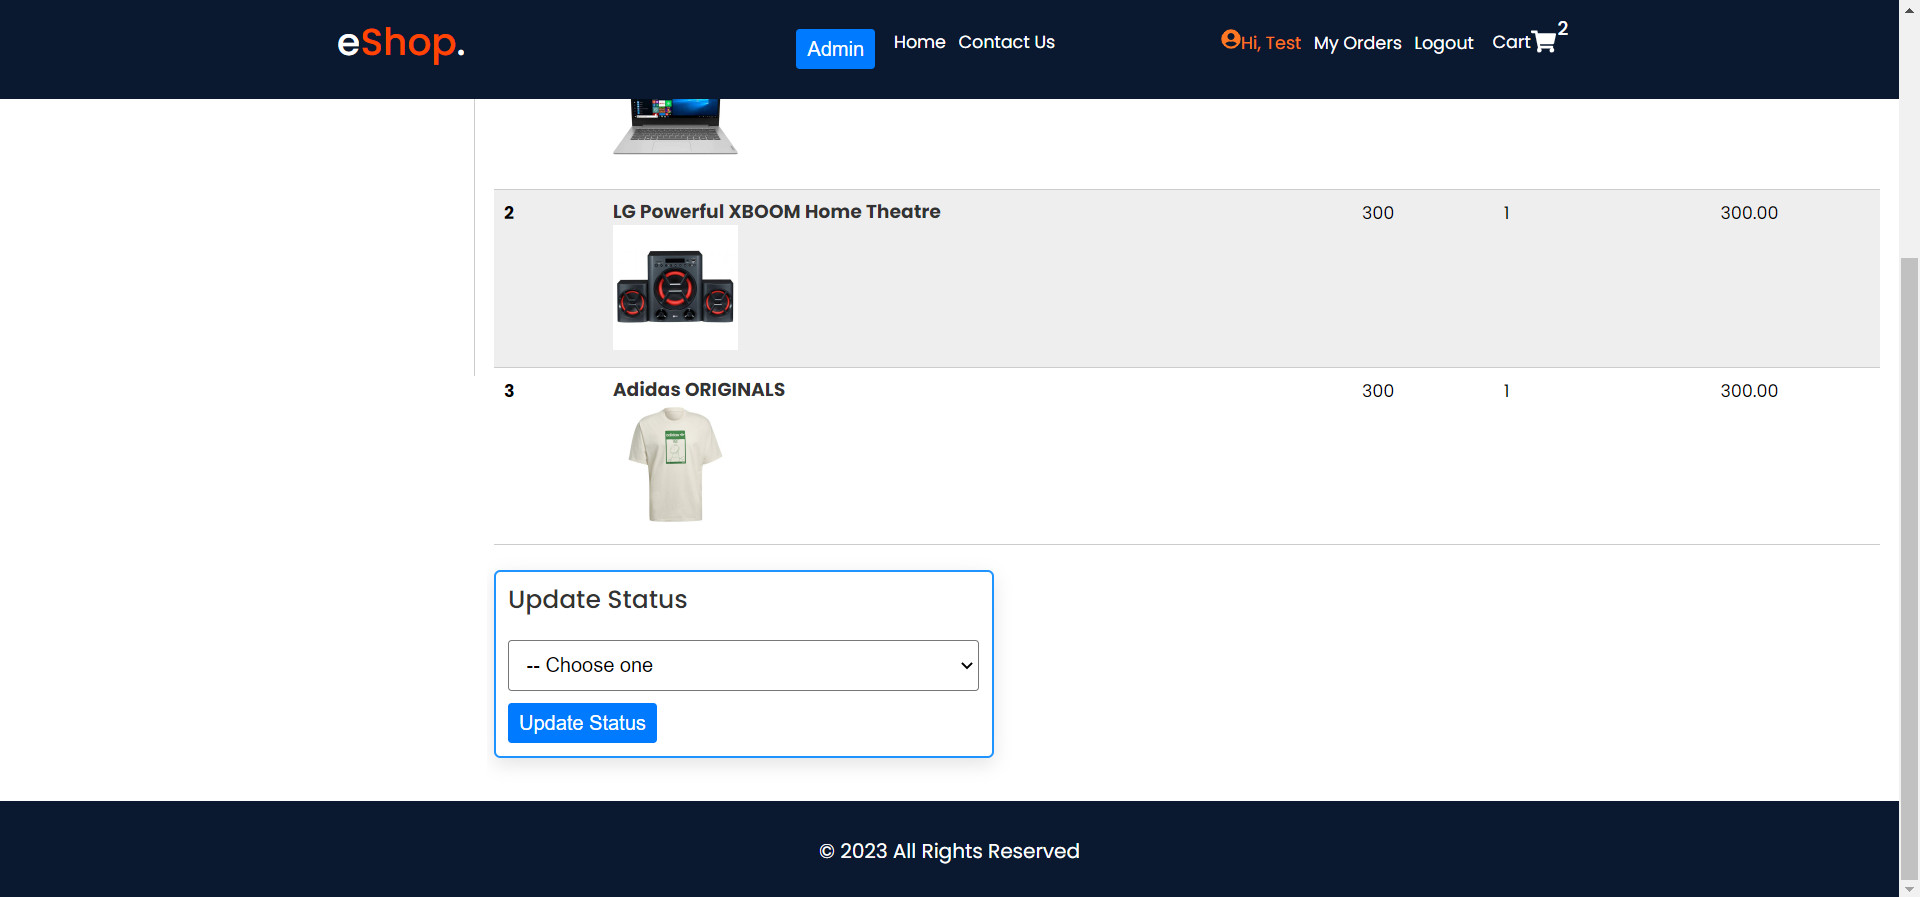 eShop.
Admin Home Contact Us
Hi, Test My Orders Logout Cart 2
2 LG Powerful XBOOM Home Theatre 300 1 300.00
3 Adidas ORIGINALS 300 1 300.00
adidas
Update Status
-- Choose one
Update Status
© 2023 All Rights Reserved